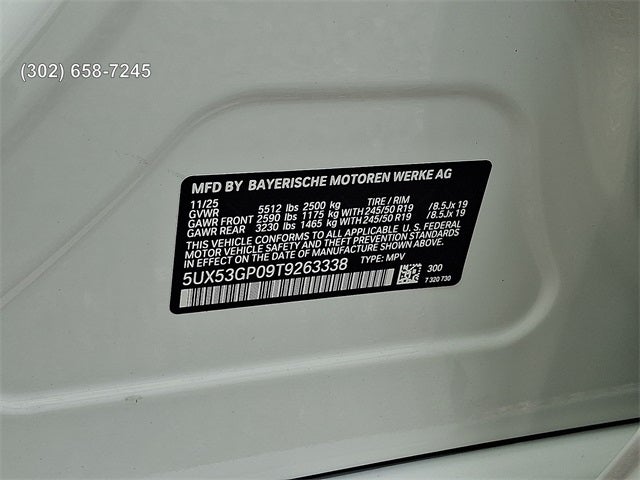 (302) 658-7245
MFD BY BAYERISCHE MOTOREN WERKE AG
11/25 TIRE / RIM
GVWR 5512 lbs 2500 kg
GAWR FRONT 2590 lbs 1175 kg WITH 245/50 R19 /8.5Jx 19
GAWR REAR 3230 lbs 1465 kg WITH 245/50 R19 /8.5Jx 19
THIS VEHICLE CONFORMS TO ALL APPLICABLE U. S. FEDERAL
MOTOR VEHICLE SAFETY AND THEFT PREVENTION STANDARDS
IN EFFECT ON THE DATE OF MANUFACTURE SHOWN ABOVE.
5UX53GP09T9263338 TYPE: MPV
300
7 320 730